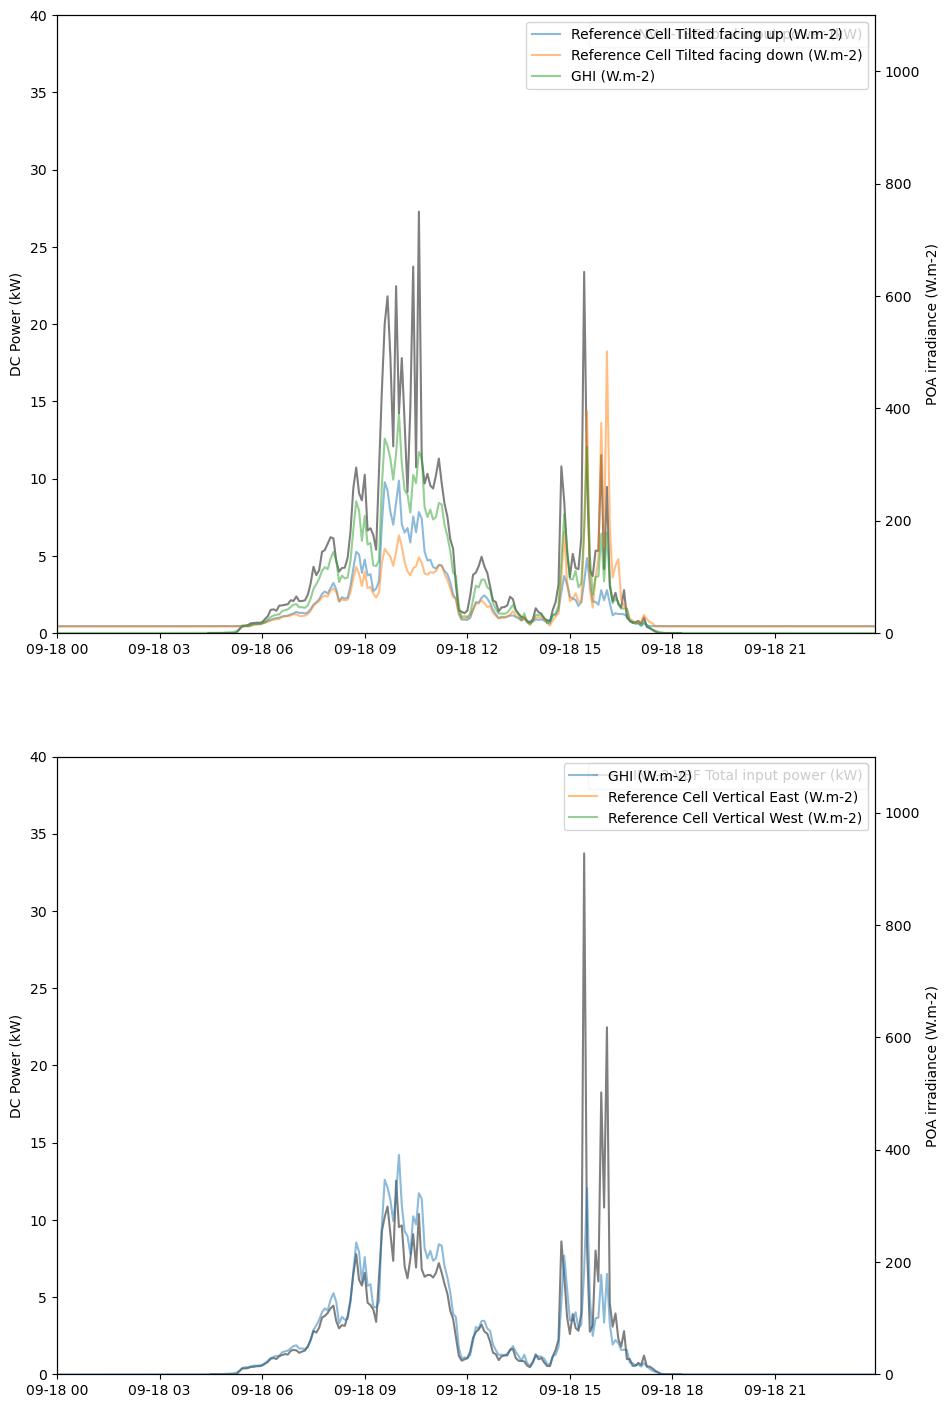 40
35
30
25
20
15
10
5
0
DC Power (kW)
Reference Cell Tilted facing up (W.m-2)
Reference Cell Tilted facing down (W.m-2)
GHI (W.m-2)
1000
800
600
400
200
0
POA irradiance (W.m-2)
09-18 00 09-18 03 09-18 06 09-18 09 09-18 12 09-18 15 09-18 18 09-18 21
40
35
30
25
20
15
10
5
0
DC Power (kW)
GHI (W.m-2)
Total input power (kW)
Reference Cell Vertical East (W.m-2)
Reference Cell Vertical West (W.m-2)
1000
800
600
400
200
0
POA irradiance (W.m-2)
09-18 00 09-18 03 09-18 06 09-18 09 09-18 12 09-18 15 09-18 18 09-18 21